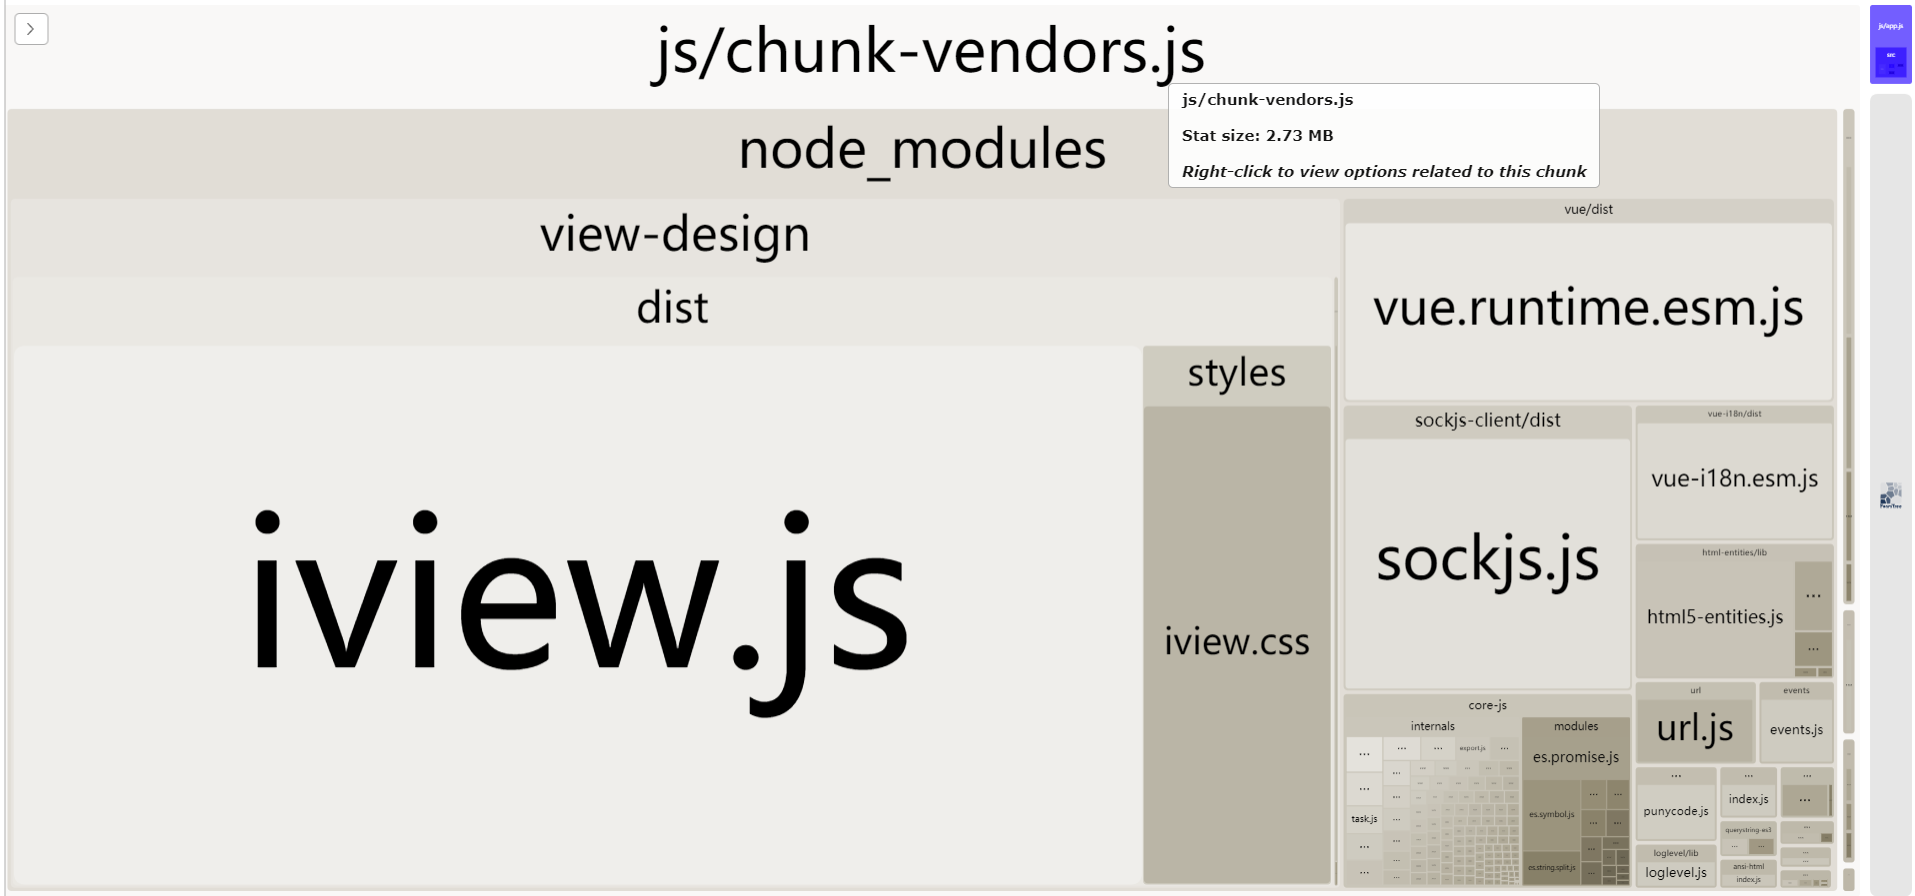 js/chunk-vendors.js
js/chunk-vendors.js
Stat size: 2.73 MB
Right-click to view options related to this chunk
node_modules
view-design
dist
iview.js
styles
iview.css
vue/dist
vue.runtime.esm.js
sockjs-client/dist
sockjs.js
vue-i18n/dist
vue-i18n.esm.js
html-entities/lib
html5-entities.js
...
...
core-js
internals
...
...
...
export.js
...
task.js
...
...
modules
es.promise.js
es.symbol.js
es.string.split.js
url
url.js
events
events.js
...
punycode.js
...
index.js
...
...
querystring-es3
loglevel/lib
loglevel.js
ansi-html
index.js
js/app.js
src